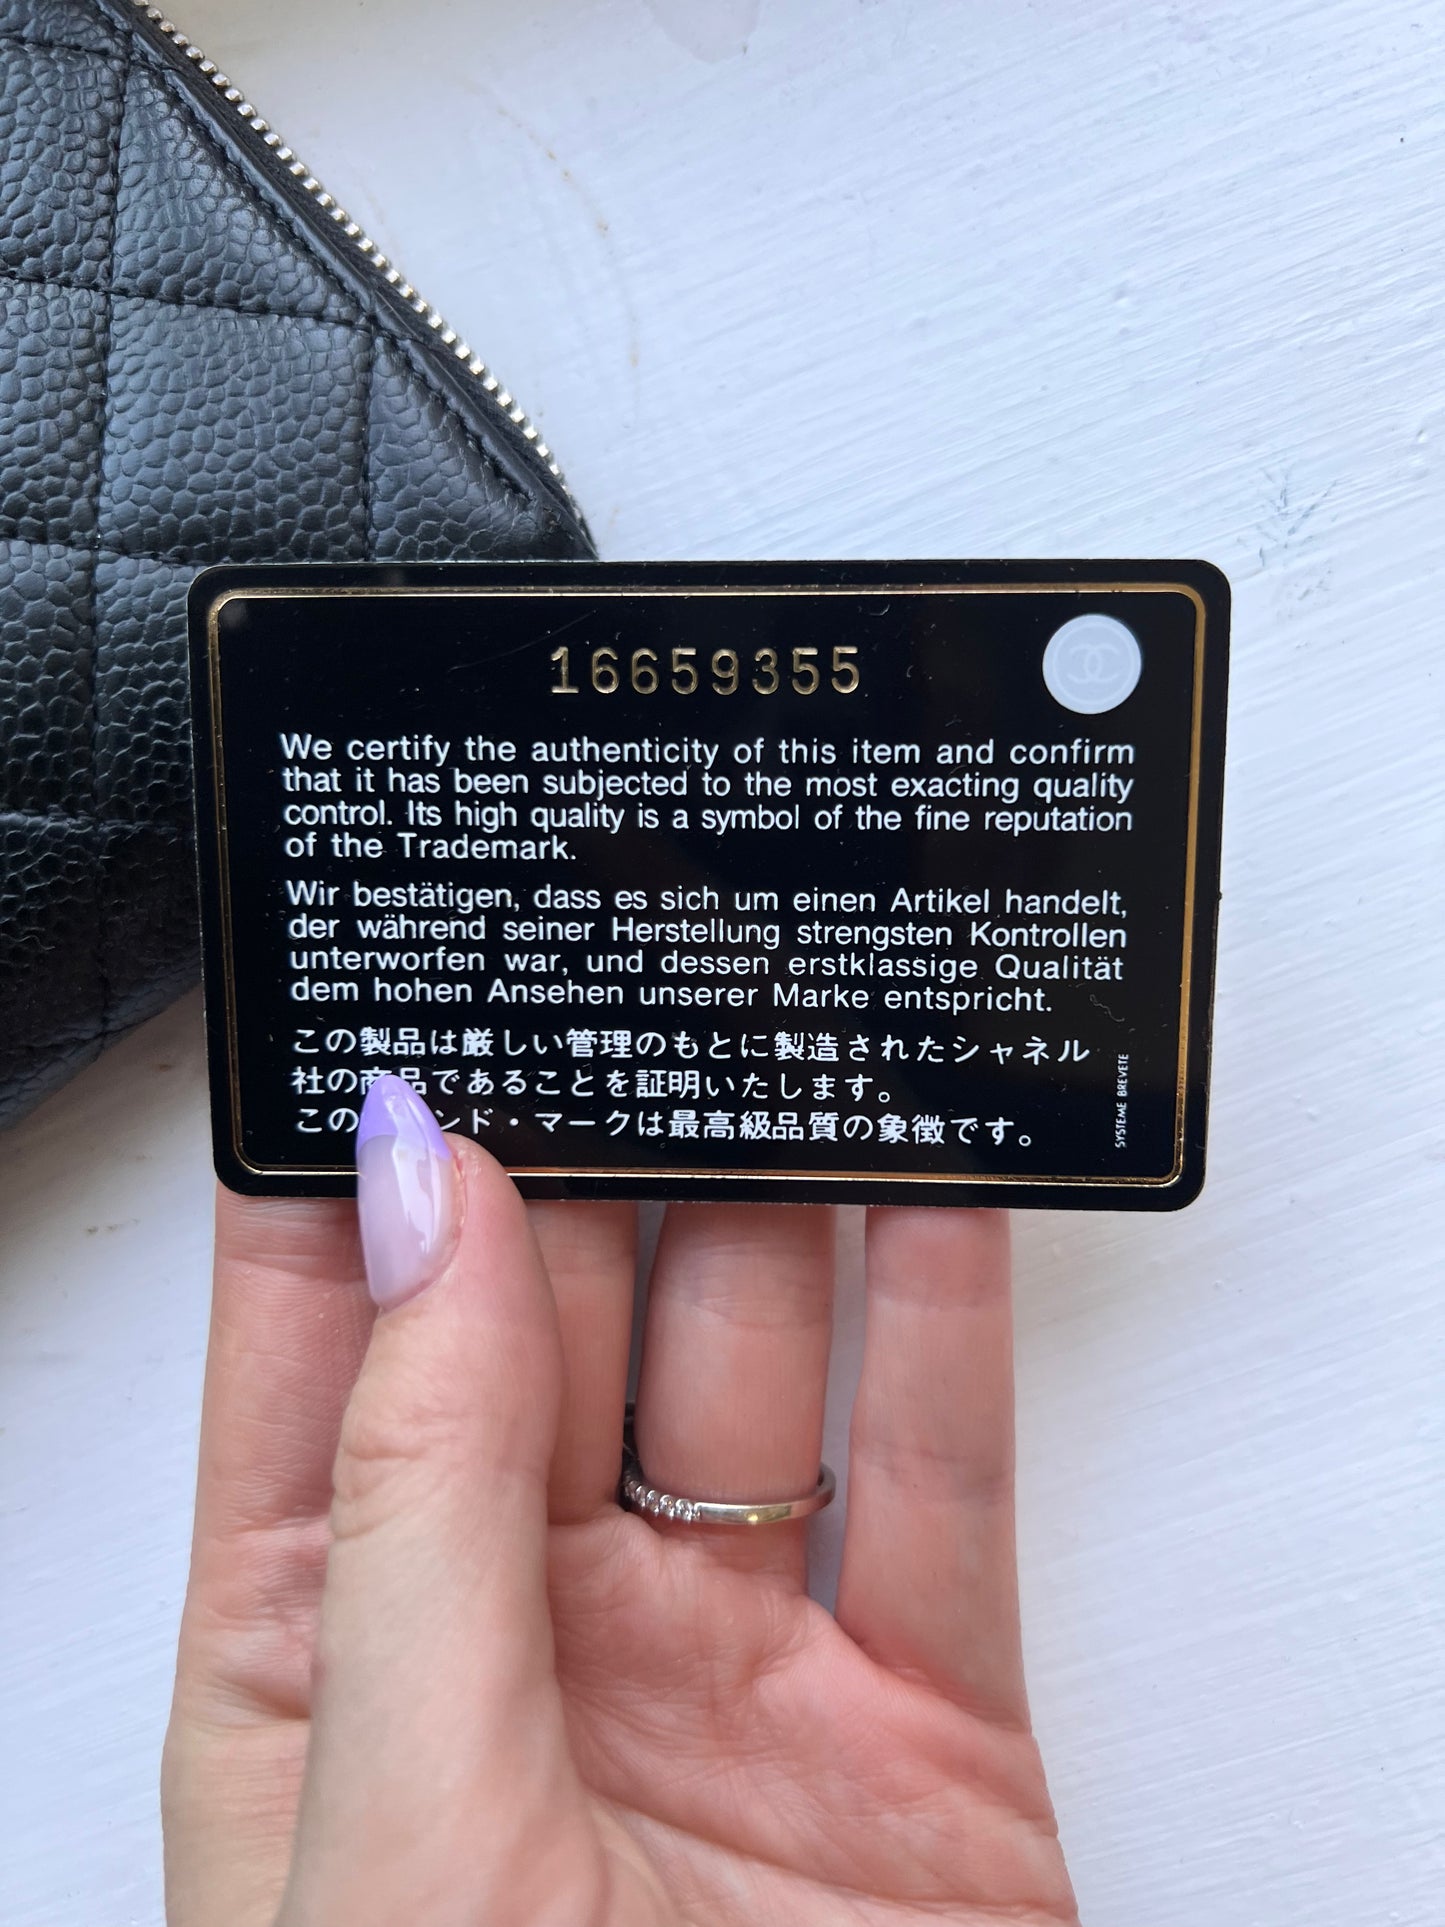 16659355
We certify the authenticity of this item and confirm
that it has been subjected to the most exacting quality
control. Its high quality is a symbol of the fine reputation
of the Trademark.
Wir bestätigen, dass es sich um einen Artikel handelt,
der während seiner Herstellung strengsten Kontrollen
unterworfen war, und dessen erstklassige Qualität
dem hohen Ansehen unserer Marke entspricht.
この製品は厳しい管理のもとに製造されたシャネル
社の商品であることを証明いたします。
この ンド・マークは最高級品質の象徴です。
SYSTEME BREVETE